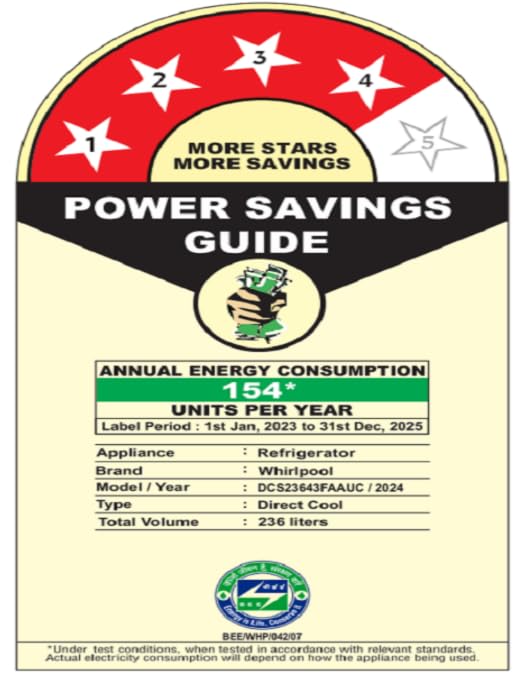 1 2 3 4 5
MORE STARS
MORE SAVINGS
POWER SAVINGS
GUIDE
ANNUAL ENERGY CONSUMPTION
154*
UNITS PER YEAR
Label Period : 1st Jan, 2023 to 31st Dec, 2025
Appliance : Refrigerator
Brand : Whirlpool
Model / Year : DCS23643FAAUC / 2024
Type : Direct Cool
Total Volume : 236 liters
BEE
Energy is Life, Conserve it
BEE/WHP/042/07
*Under test conditions, when tested in accordance with relevant standards.
Actual electricity consumption will depend on how the appliance being used.